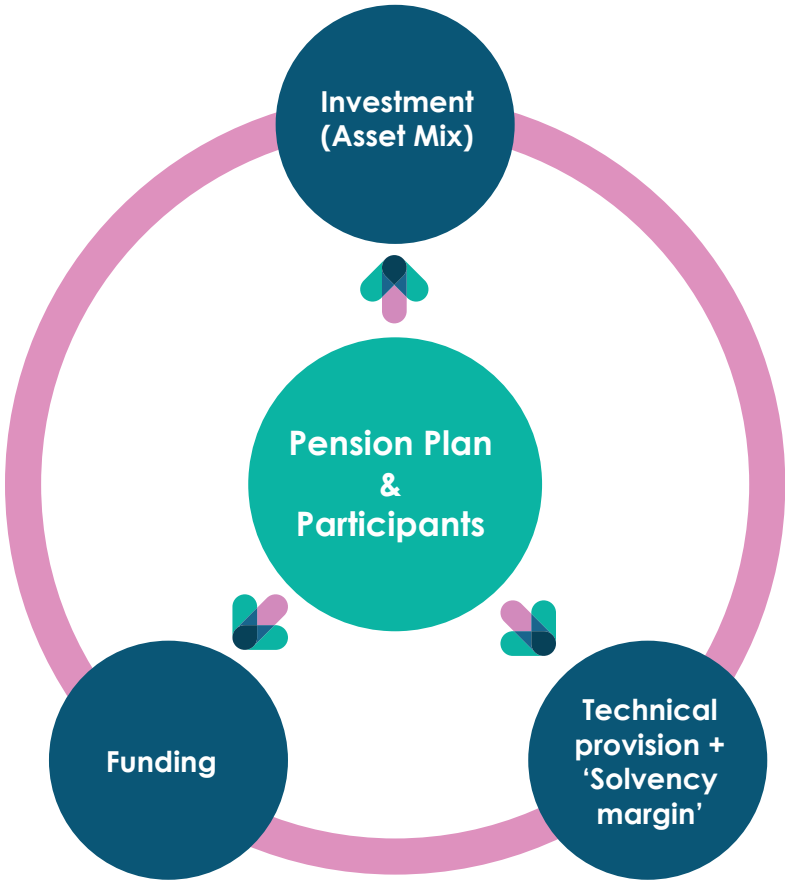 Investment
(Asset Mix)
Pension Plan
&
Participants
Funding
Technical
provision +
‘Solvency
margin’